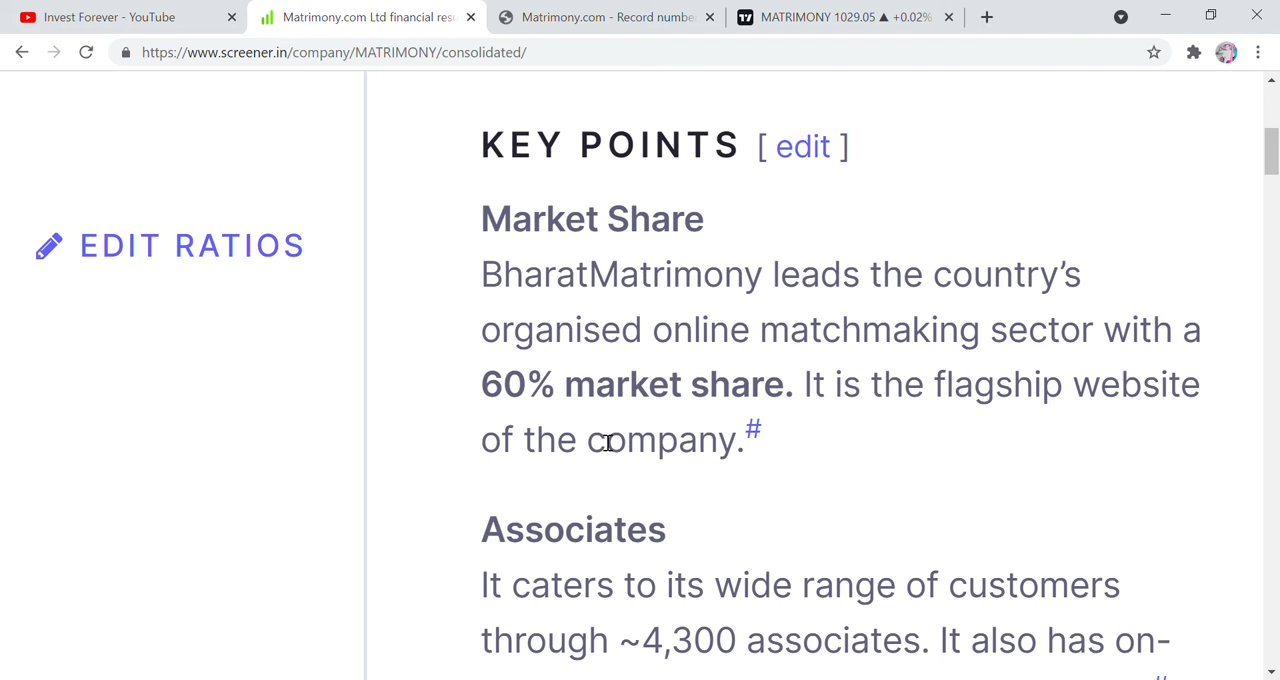 Invest Forever - YouTube
Matrimony.com Ltd financial resu
Matrimony.com - Record numbe
MATRIMONY 1029.05 ▲ +0.02%
https://www.screener.in/company/MATRIMONY/consolidated/
KEY POINTS [ edit ]
EDIT RATIOS
Market Share
BharatMatrimony leads the country’s
organised online matchmaking sector with a
60% market share. It is the flagship website
of the company.#
Associates
It caters to its wide range of customers
through ~4,300 associates. It also has on-